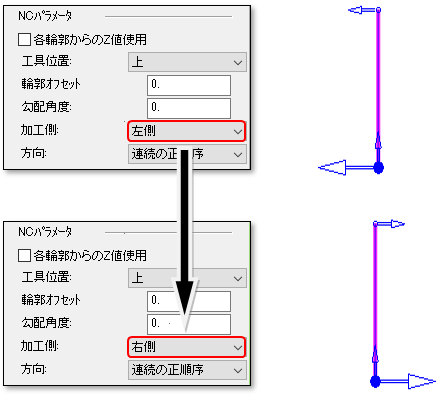 NCパラメータ
各輪郭からのZ値使用
工具位置: 上
輪郭オフセット 0.
勾配角度: 0.
加工側: 左側
方向: 連続の正順序
NCパラメータ
各輪郭からのZ値使用
工具位置: 上
輪郭オフセット 0.
勾配角度: 0.
加工側: 右側
方向: 連続の正順序